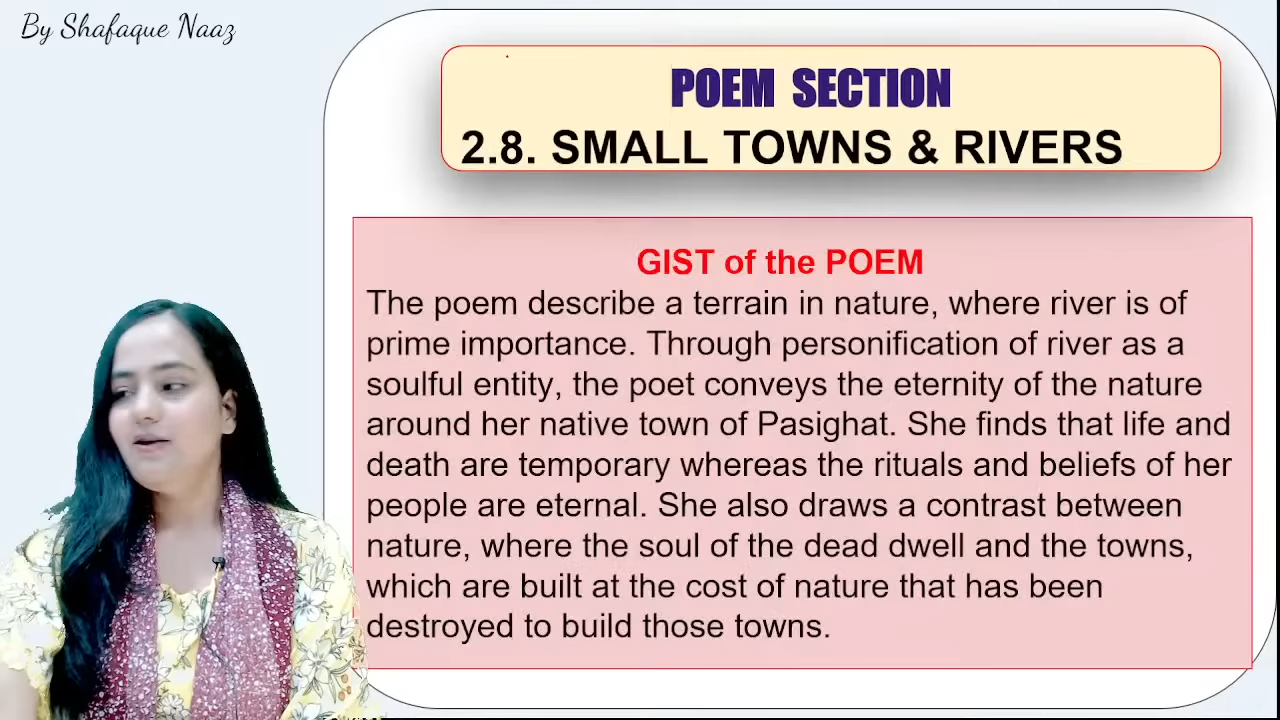 By Shafaque Naaz
POEM SECTION
2.8. SMALL TOWNS & RIVERS
GIST of the POEM
The poem describe a terrain in nature, where river is of
prime importance. Through personification of river as a
soulful entity, the poet conveys the eternity of the nature
around her native town of Pasighat. She finds that life and
death are temporary whereas the rituals and beliefs of her
people are eternal. She also draws a contrast between
nature, where the soul of the dead dwell and the towns,
which are built at the cost of nature that has been
destroyed to build those towns.